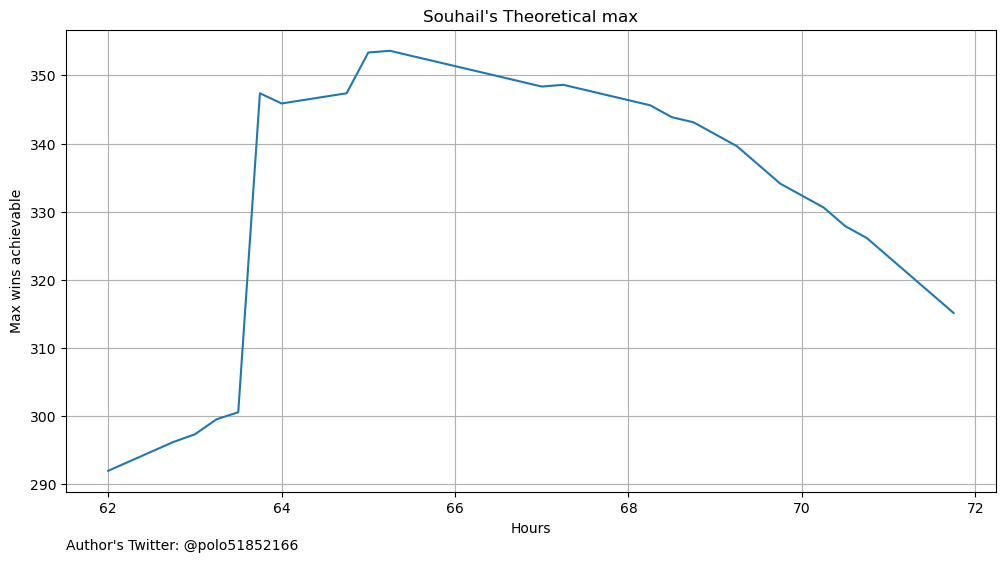 Souhail's Theoretical max
Max wins achievable
350
340
330
320
310
300
290
62 64 66 68 70 72
Hours
Author's Twitter: @polo51852166